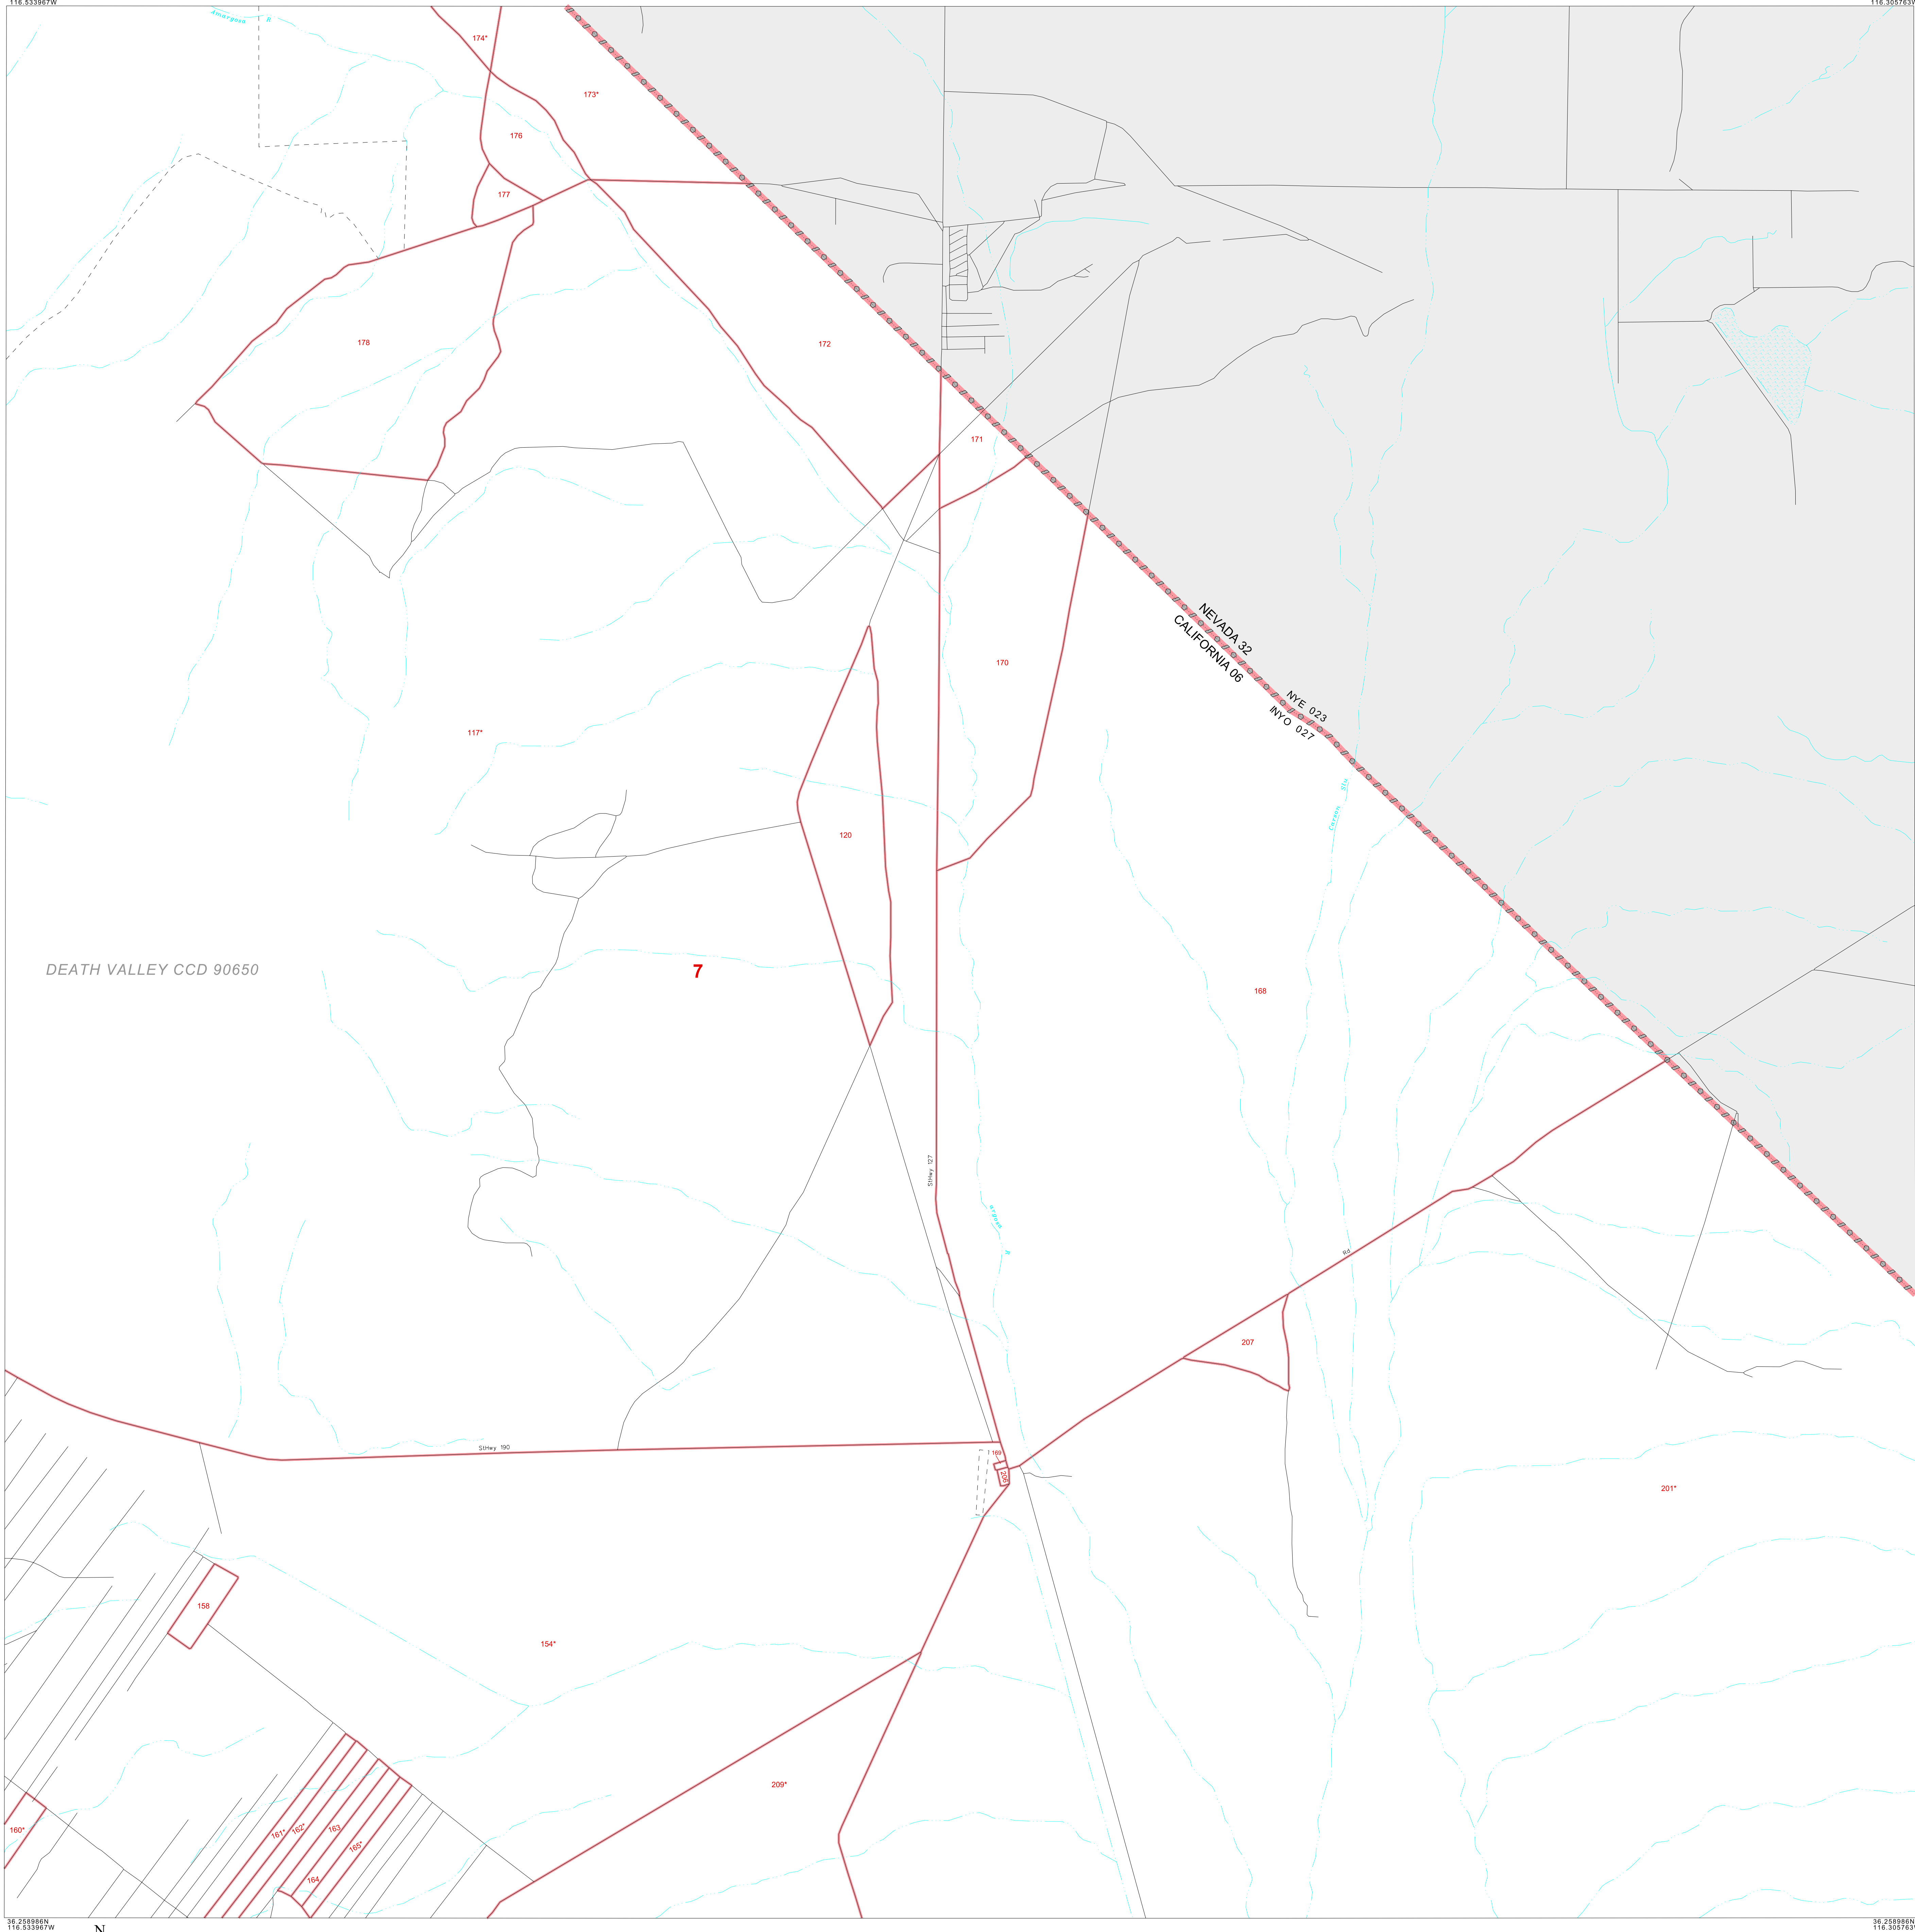 116.533967W
116.305763W
Amargosa R
174*
173*
176
177
178
172
171
NEVADA 32
CALIFORNIA 06
170
NYE 023
INYO 027
117*
120
DEATH VALLEY CCD 90650
7
168
StHwy 127
R
Rd
207
StHwy 190
169
206
201*
158
154*
209*
160*
161*
162*
163
165*
164
36.258986N
116.533967W
N
36.258986N
116.305763W